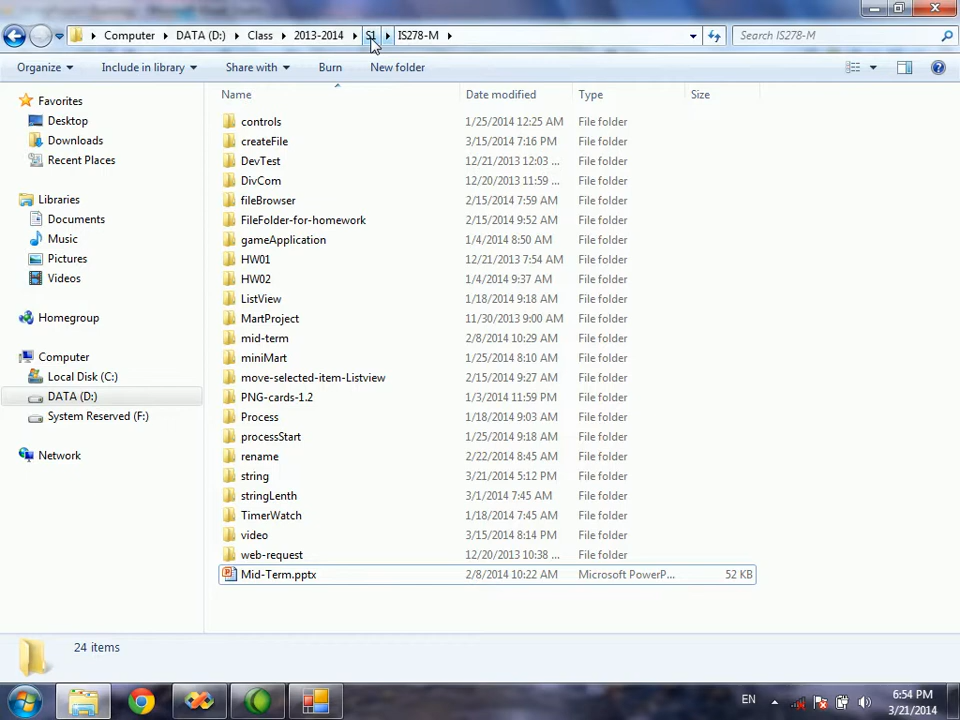 Computer DATA (D:) Class 2013-2014 S1 IS278-M
Search IS278-M
Organize Include in library Share with Burn New folder
Name Date modified Type Size
Favorites
Desktop
Downloads
Recent Places
Libraries
Documents
Music
Pictures
Videos
Homegroup
Computer
Local Disk (C:)
DATA (D:)
System Reserved (F:)
Network
controls 1/25/2014 12:25 AM File folder
createFile 3/15/2014 7:16 PM File folder
DevTest 12/21/2013 12:03 ... File folder
DivCom 12/20/2013 11:59 ... File folder
fileBrowser 2/15/2014 7:59 AM File folder
FileFolder-for-homework 2/15/2014 9:52 AM File folder
gameApplication 1/4/2014 8:50 AM File folder
HW01 12/21/2013 7:54 AM File folder
HW02 1/4/2014 9:37 AM File folder
ListView 1/18/2014 9:18 AM File folder
MartProject 11/30/2013 9:00 AM File folder
mid-term 2/8/2014 10:29 AM File folder
miniMart 1/25/2014 8:10 AM File folder
move-selected-item-Listview 2/15/2014 9:27 AM File folder
PNG-cards-1.2 1/3/2014 11:59 PM File folder
Process 1/18/2014 9:03 AM File folder
processStart 1/25/2014 9:18 AM File folder
rename 2/22/2014 8:45 AM File folder
string 3/21/2014 5:12 PM File folder
stringLenth 3/1/2014 7:45 AM File folder
TimerWatch 1/18/2014 7:45 AM File folder
video 3/15/2014 8:14 PM File folder
web-request 12/20/2013 10:38 ... File folder
Mid-Term.pptx 2/8/2014 10:22 AM Microsoft PowerP... 52 KB
24 items
EN
6:54 PM
3/21/2014